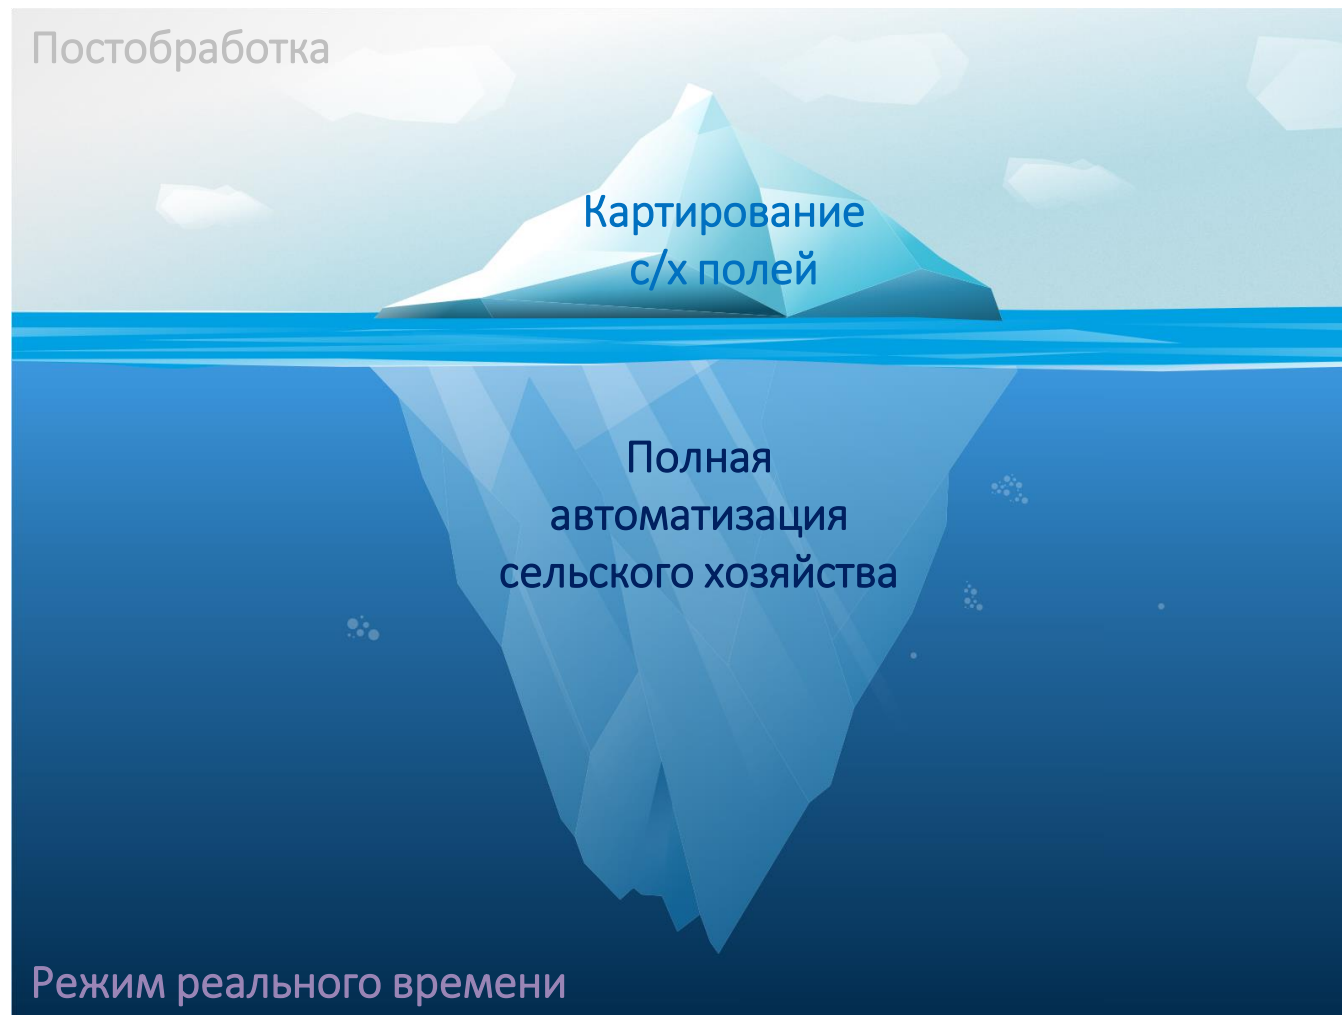 Постобработка
Картирование
с/х полей
Полная
автоматизация
сельского хозяйства
Режим реального времени